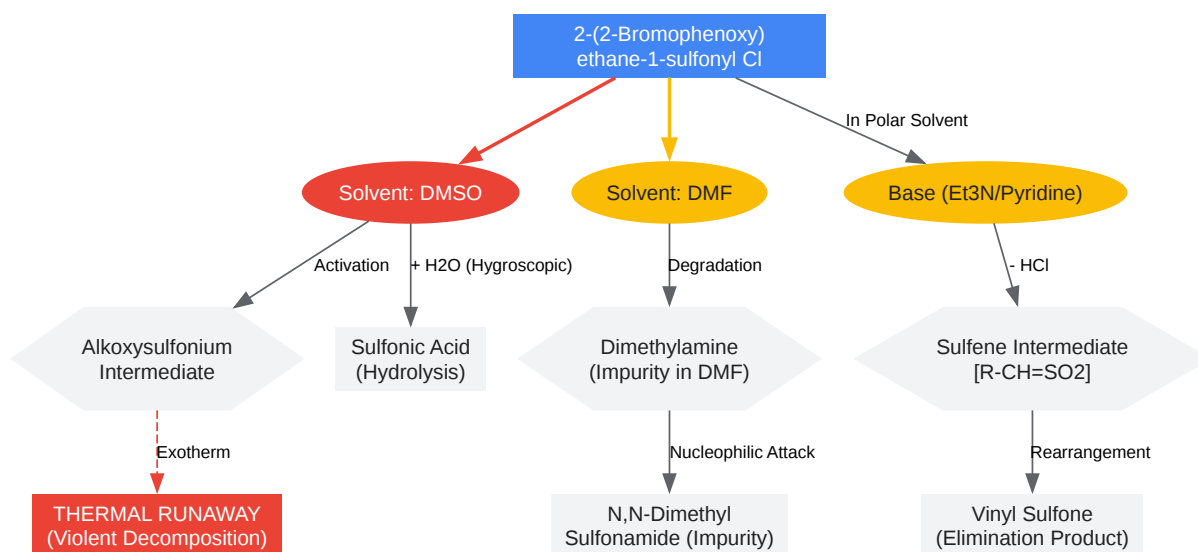 2-(2-Bromophenoxy)
ethane-1-sulfonyl Cl
In Polar Solvent
Solvent: DMSO
Solvent: DMF
Base (Et3N/Pyridine)
Activation
+ H2O (Hygroscopic)
Degradation
- HCl
Alkoxysulfonium
Intermediate
Sulfonic Acid
(Hydrolysis)
Dimethylamine
(Impurity in DMF)
Sulfene Intermediate
[R-CH=SO2]
Exotherm
Nucleophilic Attack
Rearrangement
THERMAL RUNAWAY
(Violent Decomposition)
N,N-Dimethyl
Sulfonamide (Impurity)
Vinyl Sulfone
(Elimination Product)